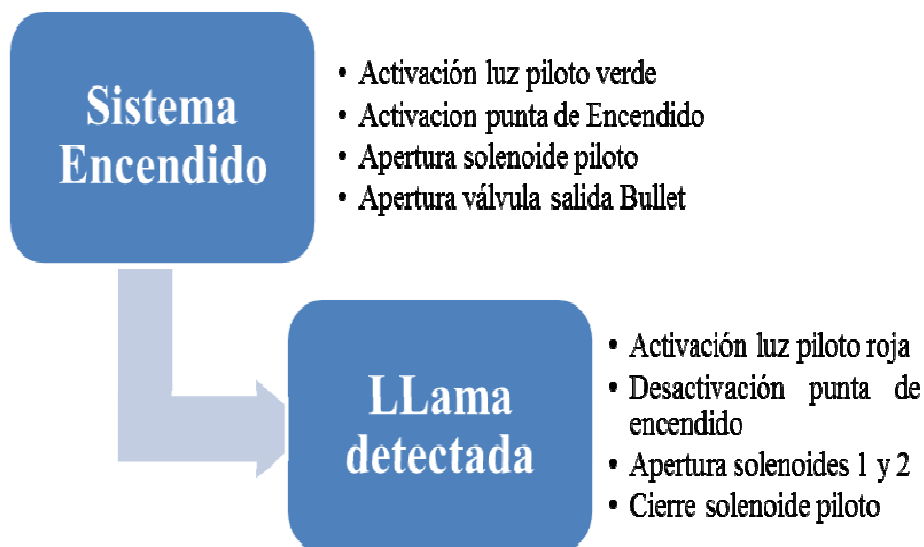 Sistema
Encendido
• Activación luz piloto verde
• Activacion punta de Encendido
• Apertura solenoide piloto
• Apertura válvula salida Bullet
LLama
detectada
• Activación luz piloto roja
• Desactivación punta de
encendido
• Apertura solenoides 1 y 2
• Cierre solenoide piloto